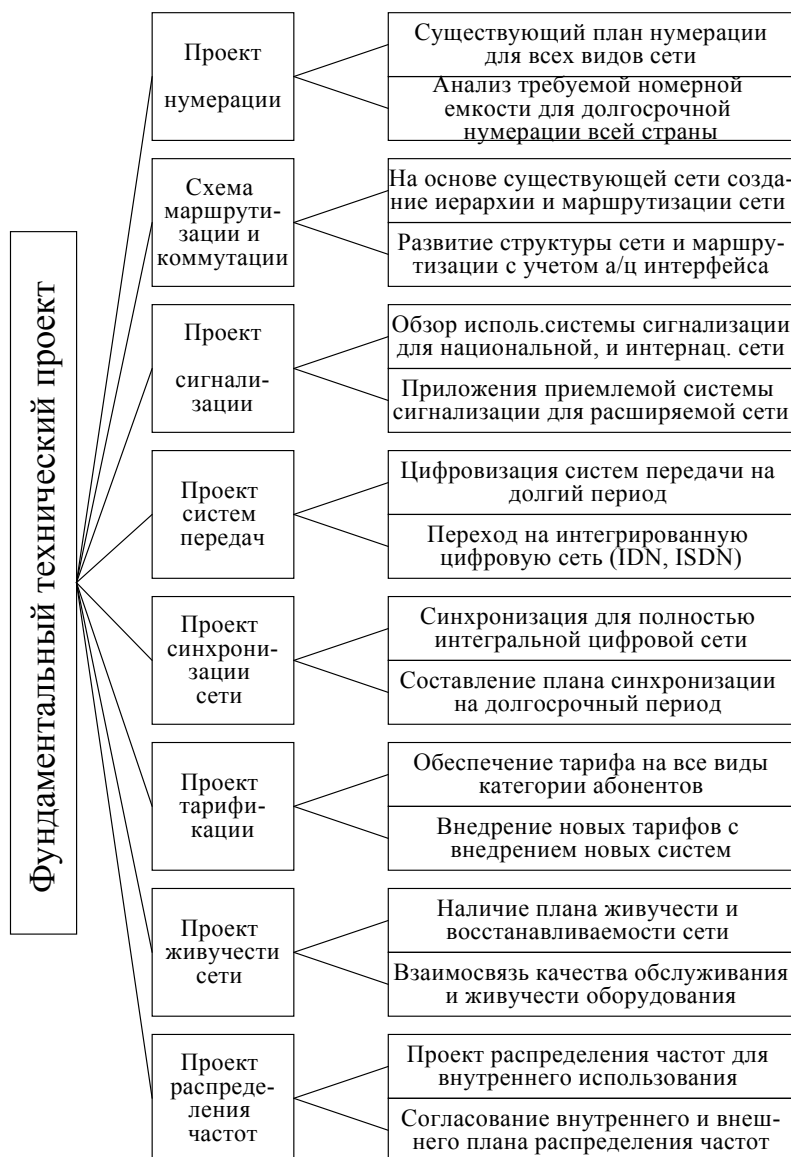 Фундаментальный технический проект
Проект
нумерации
Существующий план нумерации
для всех видов сети
Анализ требуемой номерной
емкости для долгосрочной
нумерации всей страны
Схема
маршрути-
зации и
коммутации
На основе существующей сети созда-
ние иерархии и маршрутизации сети
Развитие структуры сети и маршру-
тизации с учетом а/ц интерфейса
Проект
сигнали-
зации
Обзор исполь.системы сигнализации
для национальной, и интернац. сети
Приложения приемлемой системы
сигнализации для расширяемой сети
Проект
систем
передач
Цифровизация систем передачи на
долгий период
Переход на интегрированную
цифровую сеть (IDN, ISDN)
Проект
синхрони-
зации
сети
Синхронизация для полностью
интегральной цифровой сети
Составление плана синхронизации
на долгосрочный период
Проект
тарифи-
кации
Обеспечение тарифа на все виды
категории абонентов
Внедрение новых тарифов с
внедрением новых систем
Проект
живучести
сети
Наличие плана живучести и
восстанавливаемости сети
Взаимосвязь качества обслуживания
и живучести оборудования
Проект
распреде-
ления
частот
Проект распределения частот для
внутреннего использования
Согласование внутреннего и внеш-
него плана распределения частот